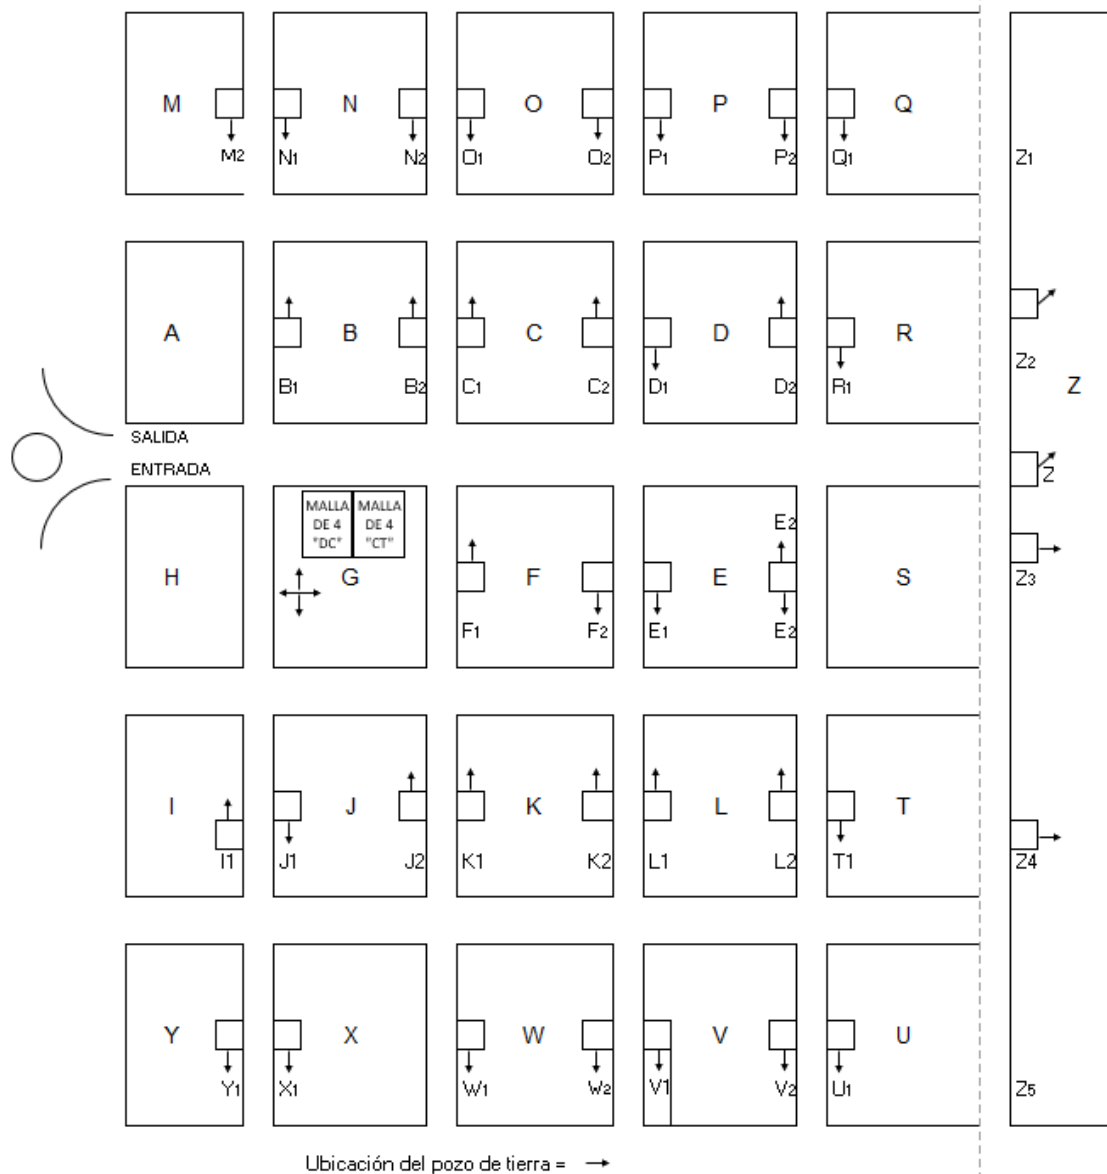 M N O P Q
M2 N1 N2 O1 O2 P1 P2 Q1 Z1
A B C D R
Z2 Z
B1 B2 C1 C2 D1 D2 R1
SALIDA
ENTRADA
Z
MALLA DE 4 "DC"
MALLA DE 4 "CT"
E2
H G F E S Z3
F1 F2 E1 E2
I J K L T
I1 J1 J2 K1 K2 L1 L2 T1 Z4
Y X W V U
Y1 X1 W1 W2 V1 V2 U1 Z5
Ubicación del pozo de tierra =